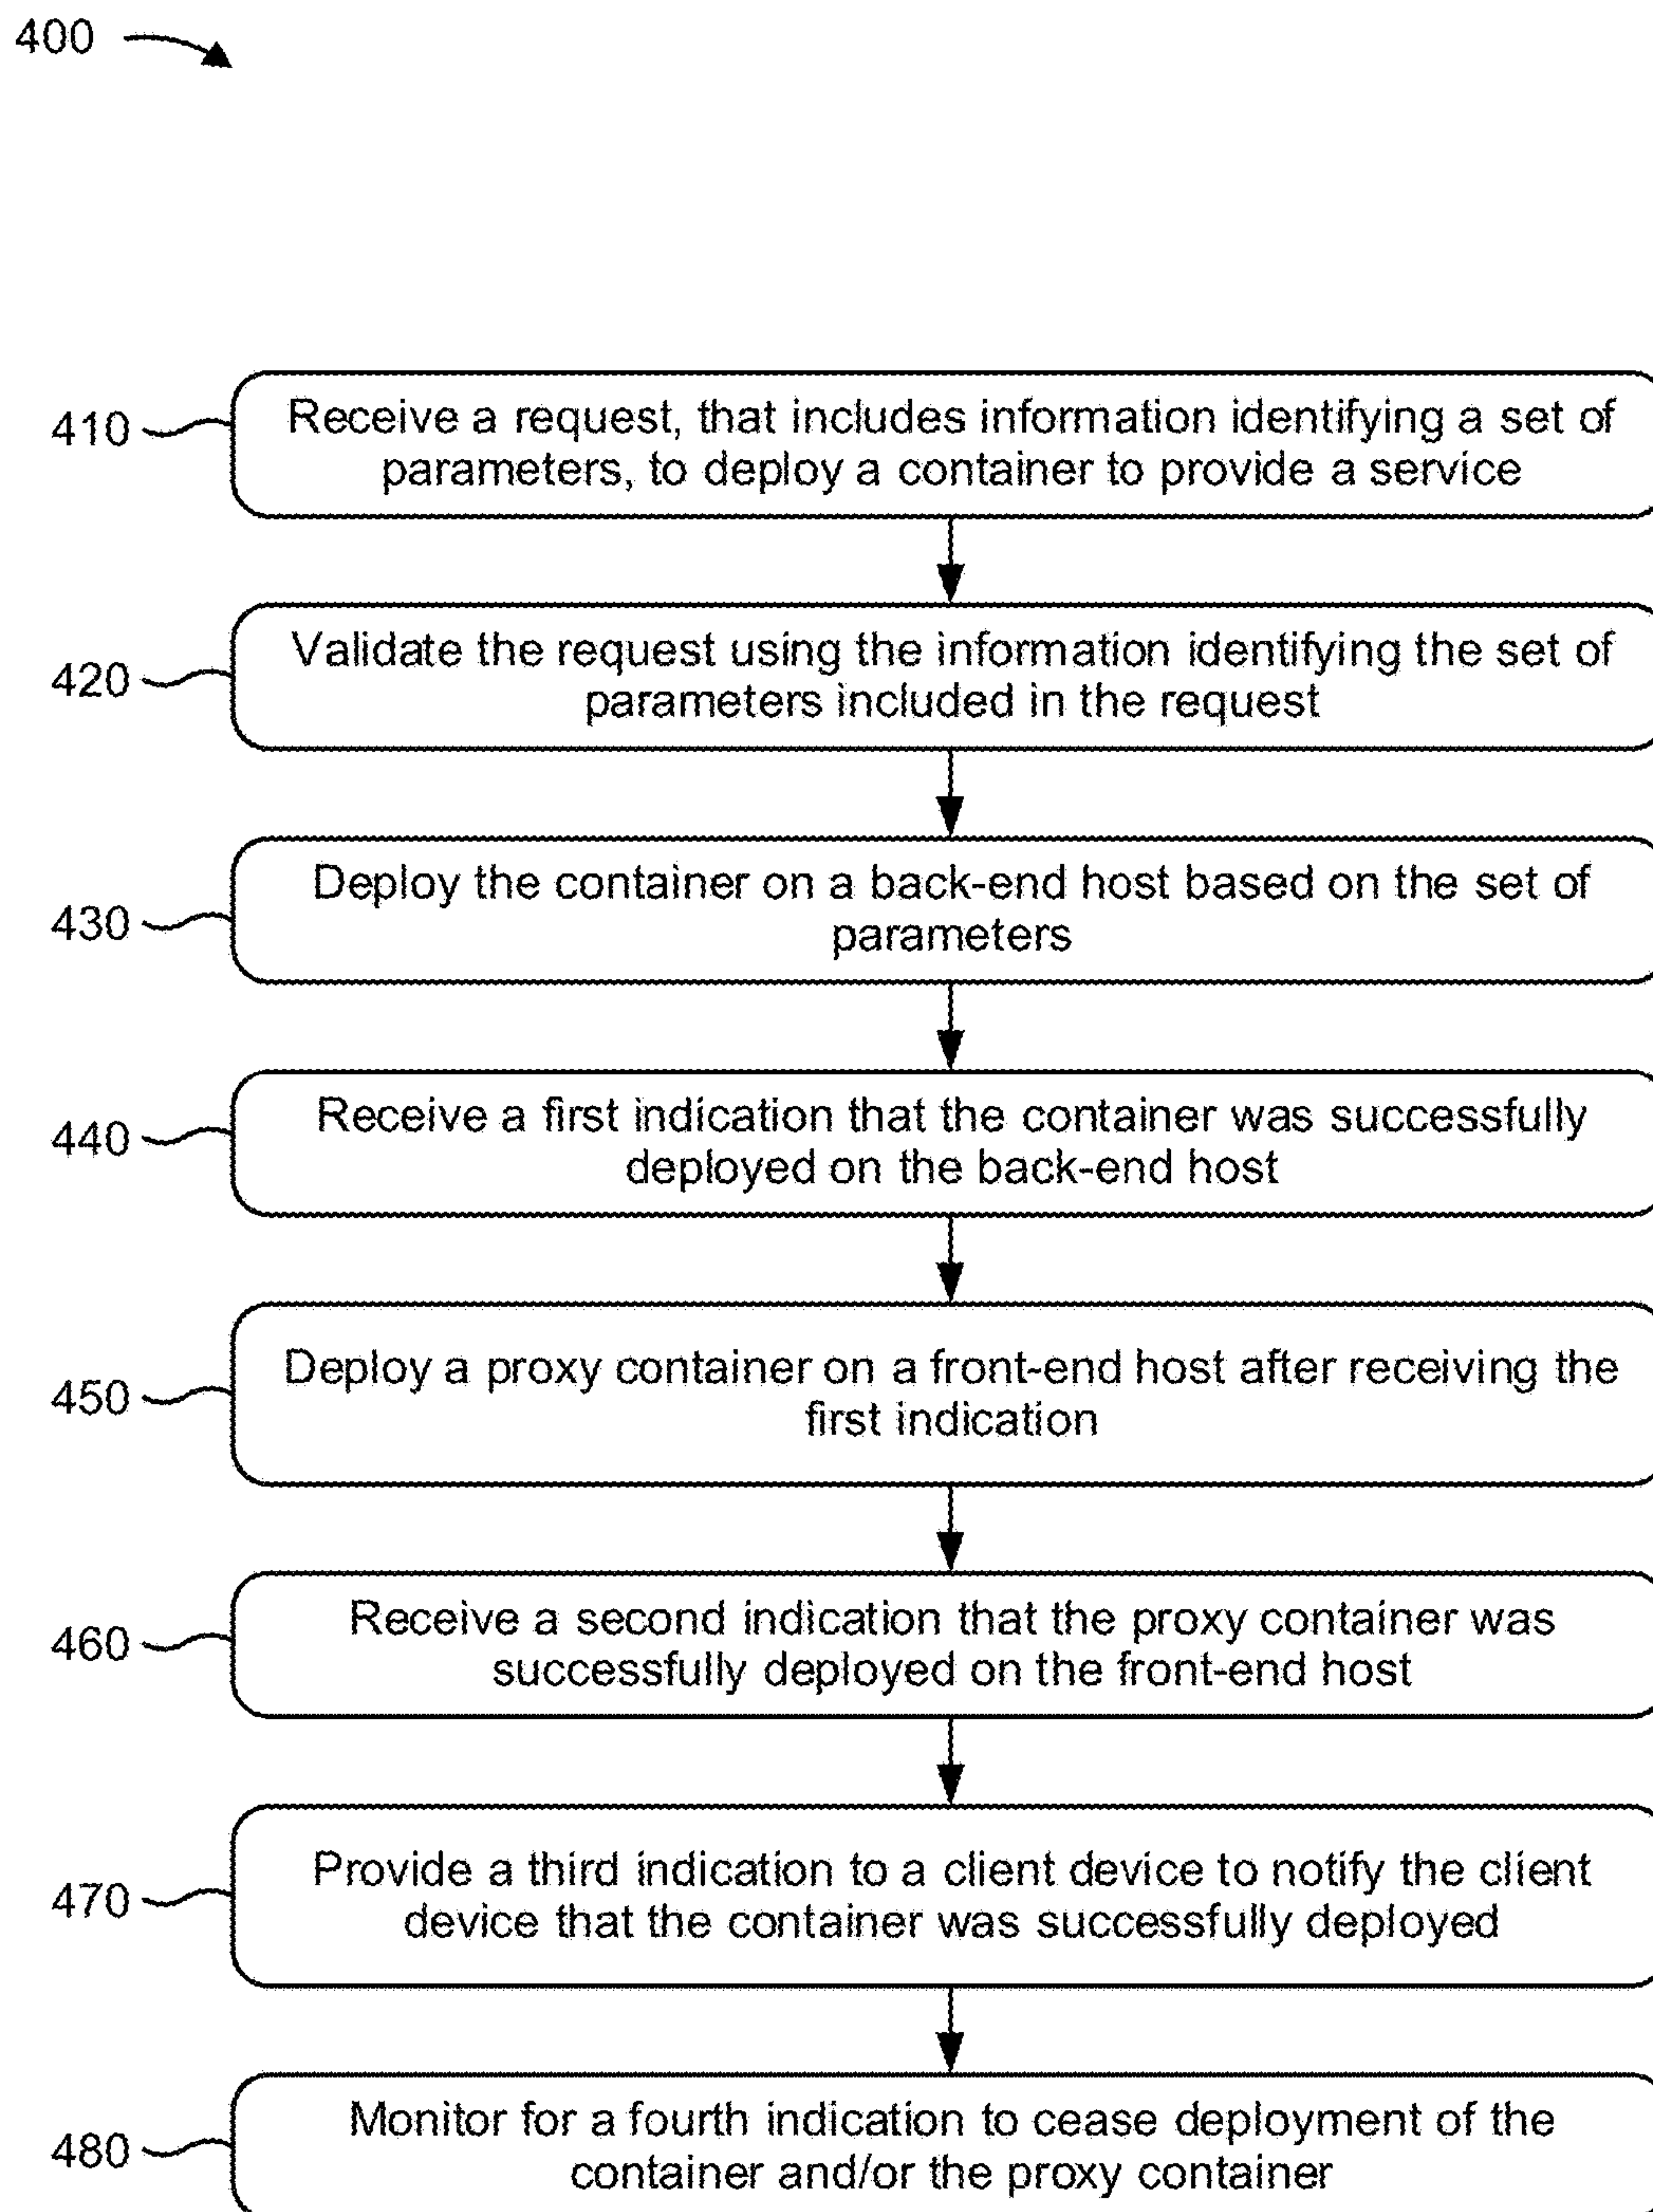 400
410
Receive a request, that includes information identifying a set of
parameters, to deploy a container to provide a service
420
Validate the request using the information identifying the set of
parameters included in the request
430
Deploy the container on a back-end host based on the set of
parameters
440
Receive a first indication that the container was successfully
deployed on the back-end host
450
Deploy a proxy container on a front-end host after receiving the
first indication
460
Receive a second indication that the proxy container was
successfully deployed on the front-end host
470
Provide a third indication to a client device to notify the client
device that the container was successfully deployed
480
Monitor for a fourth indication to cease deployment of the
container and/or the proxy container